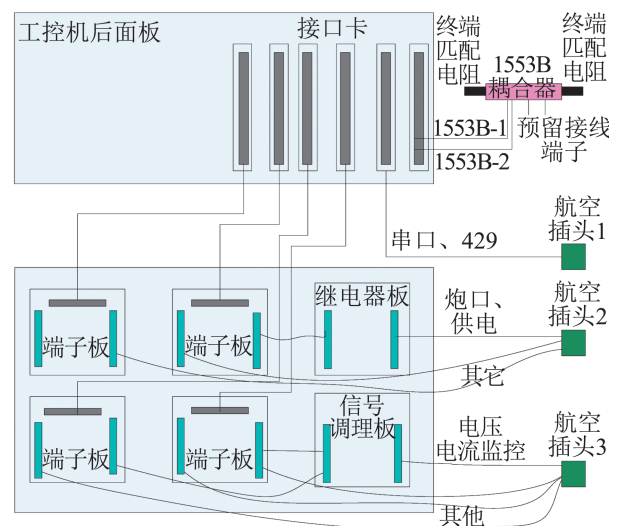 工控机后面板
接口卡
终端
匹配
电阻
1553B
耦合器
终端
匹配
电阻
1553B-1
1553B-2
预留接线
端子
串口、429
航空
插头1
端子板
端子板
继电器板
炮口、
供电
航空
插头2
其它
端子板
端子板
信号
调理板
电压
电流监控
航空
插头3
其他